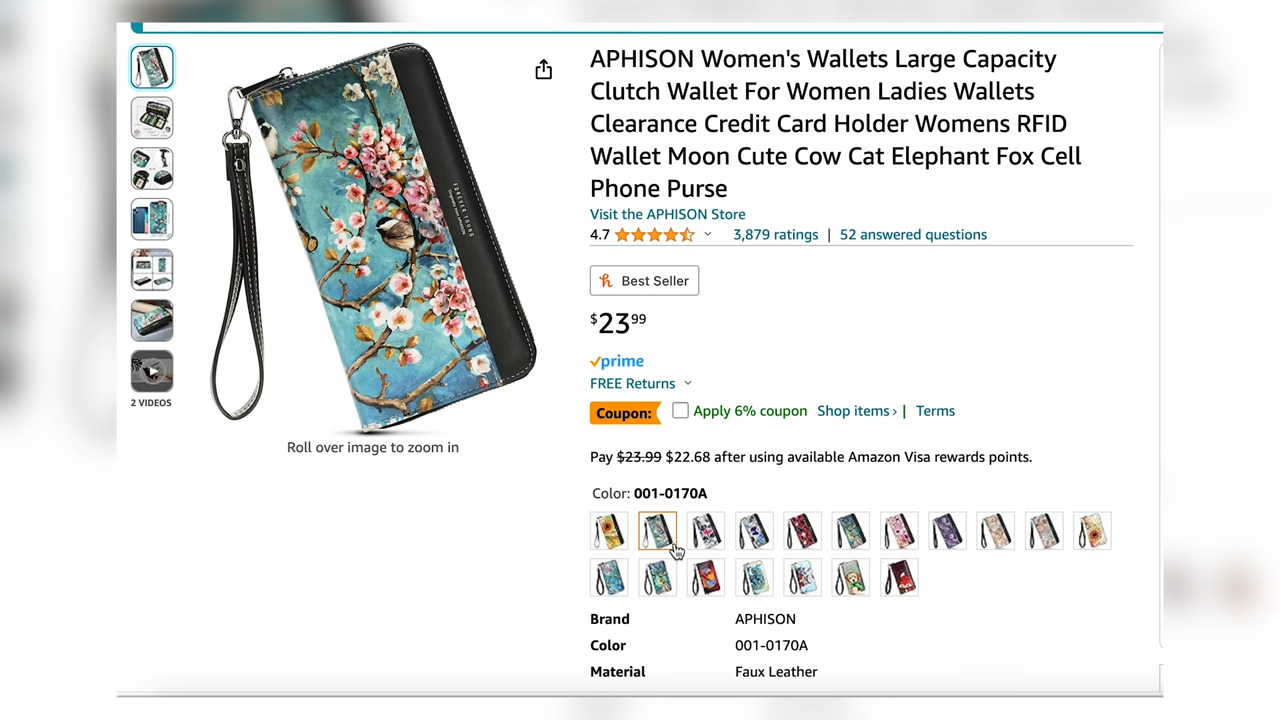 APHISON Women's Wallets Large Capacity
Clutch Wallet For Women Ladies Wallets
Clearance Credit Card Holder Womens RFID
Wallet Moon Cute Cow Cat Elephant Fox Cell
Phone Purse
Visit the APHISON Store
4.7 3,879 ratings | 52 answered questions
Best Seller
$23 99
prime
FREE Returns
Coupon: Apply 6% coupon Shop items› | Terms
Pay $23.99 $22.68 after using available Amazon Visa rewards points.
Color: 001-0170A
Brand APHISON
Color 001-0170A
Material Faux Leather
2 VIDEOS
Roll over image to zoom in
FOREVER YOUNG